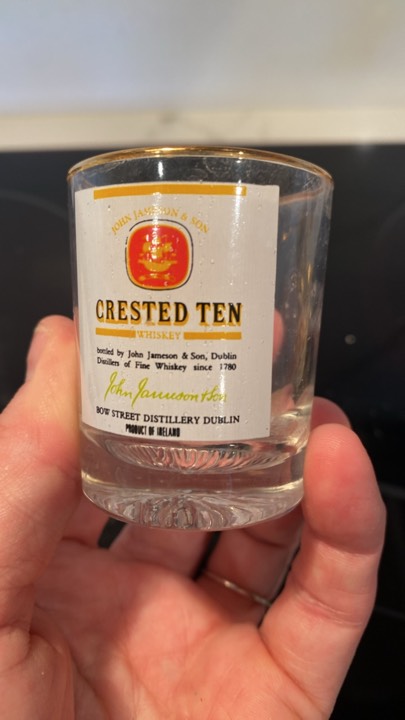 JOHN JAMESON & SON
CRESTED TEN
WHISKEY
bottled by John Jameson & Son, Dublin
Distillers of Fine Whiskey since 1780
John Jameson & Son
BOW STREET DISTILLERY DUBLIN
PRODUCT OF IRELAND